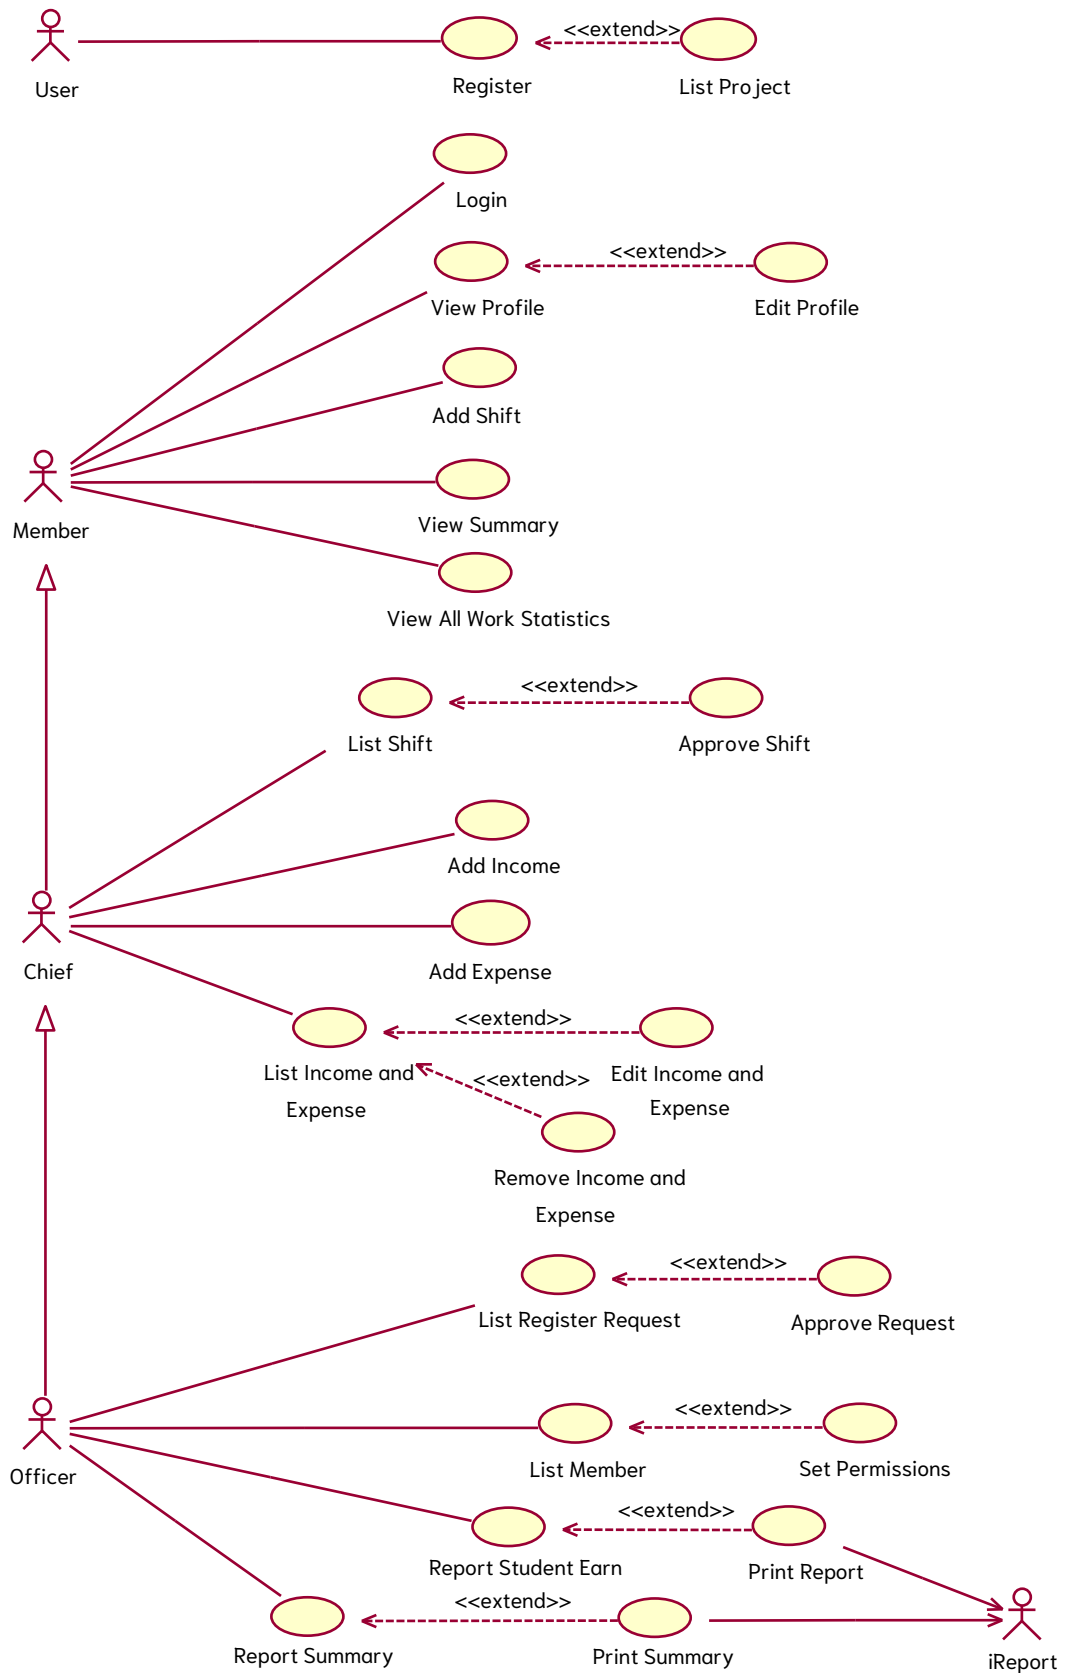 <<extend>>
User
Register
List Project
Login
<<extend>>
View Profile
Edit Profile
Add Shift
Member
View Summary
View All Work Statistics
<<extend>>
List Shift
Approve Shift
Add Income
Chief
Add Expense
<<extend>>
List Income and
Expense
<<extend>>
Edit Income and
Expense
Remove Income and
Expense
<<extend>>
List Register Request
Approve Request
<<extend>>
Officer
List Member
Set Permissions
<<extend>>
Report Student Earn
Print Report
<<extend>>
Report Summary
Print Summary
iReport